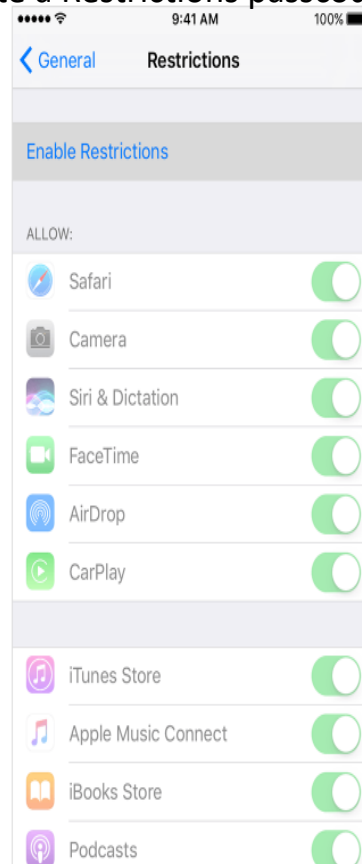 9:41 AM
100%
General
Restrictions
Enable Restrictions
ALLOW:
Safari
Camera
Siri & Dictation
FaceTime
AirDrop
CarPlay
iTunes Store
Apple Music Connect
iBooks Store
Podcasts